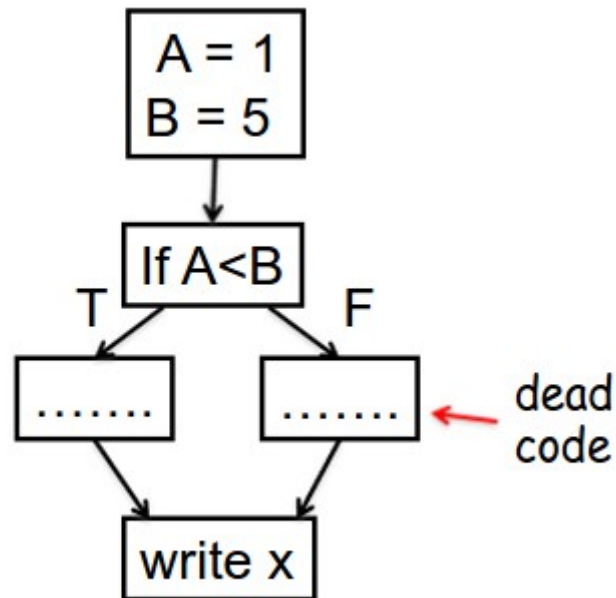 A = 1
B = 5
If A<B
T
F
.......
.......
dead
code
write x